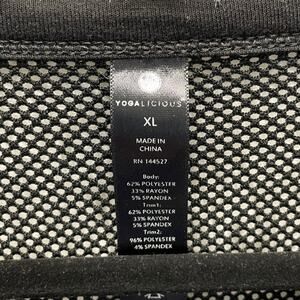 YOGALICIOUS
XL
MADE IN
CHINA
RN 144527
Body:
62% POLYESTER
33% RAYON
5% SPANDEX
Trim1:
62% POLYESTER
33% RAYON
5% SPANDEX
Trim2:
96% POLYESTER
4% SPANDEX